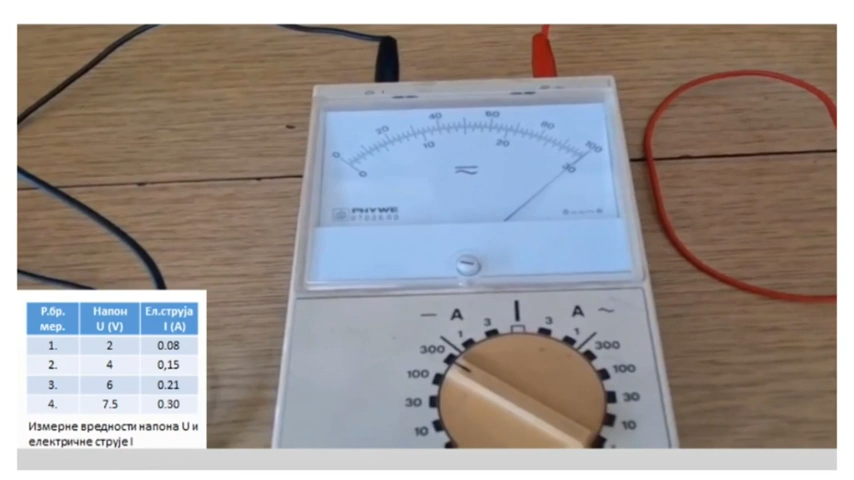 0 20 40 60 80 100
0 10 20 30
PHYWE
— A A ~
1 3 3 1
300 300
100 100
30 30
10 10
Р.бр. мер. Напон U (V) Ел.струја I (A)
1. 2 0.08
2. 4 0,15
3. 6 0.21
4. 7.5 0.30
Измерне вредности напона U и
електричне струје I